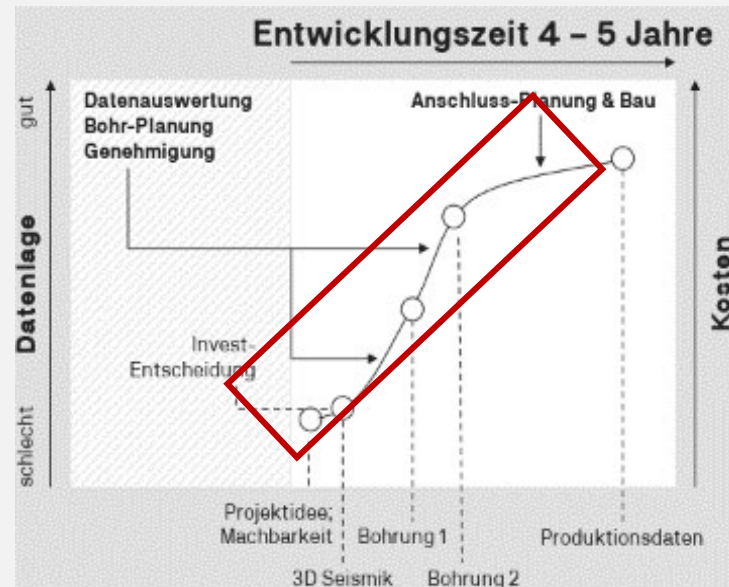 Entwicklungszeit 4 – 5 Jahre
gut
Datenlage
schlecht
Datenauswertung
Bohr-Planung
Genehmigung
Anschluss-Planung & Bau
Kosten
Invest-
Entscheidung
Projektidee;
Machbarkeit
Bohrung 1
Produktionsdaten
3D Seismik
Bohrung 2